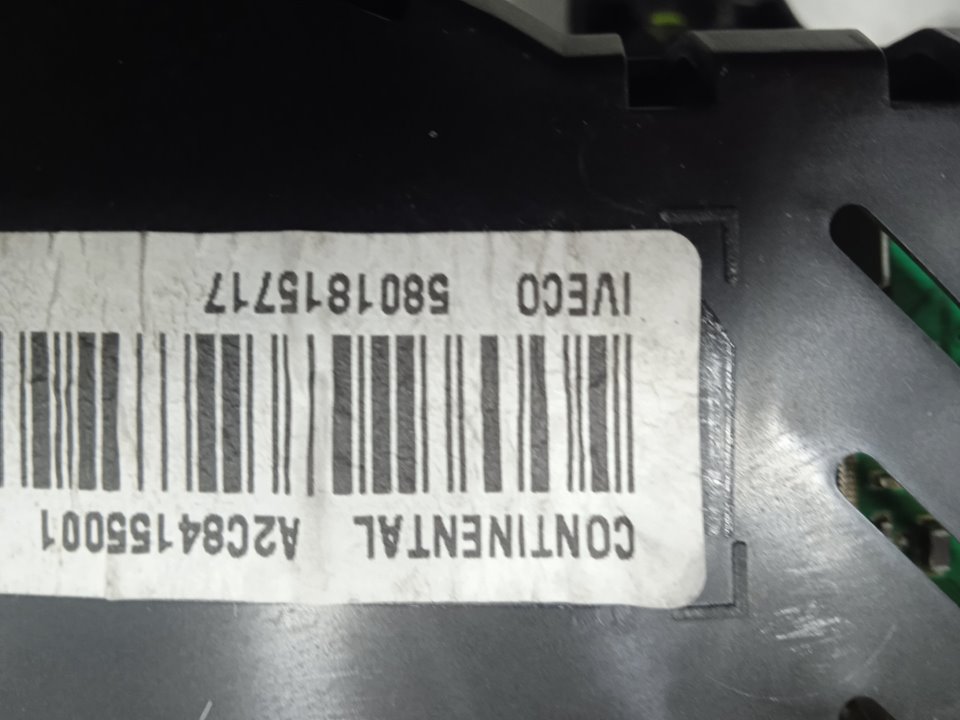 CONTINENTAL A2C84155001
IVECO 5801815717